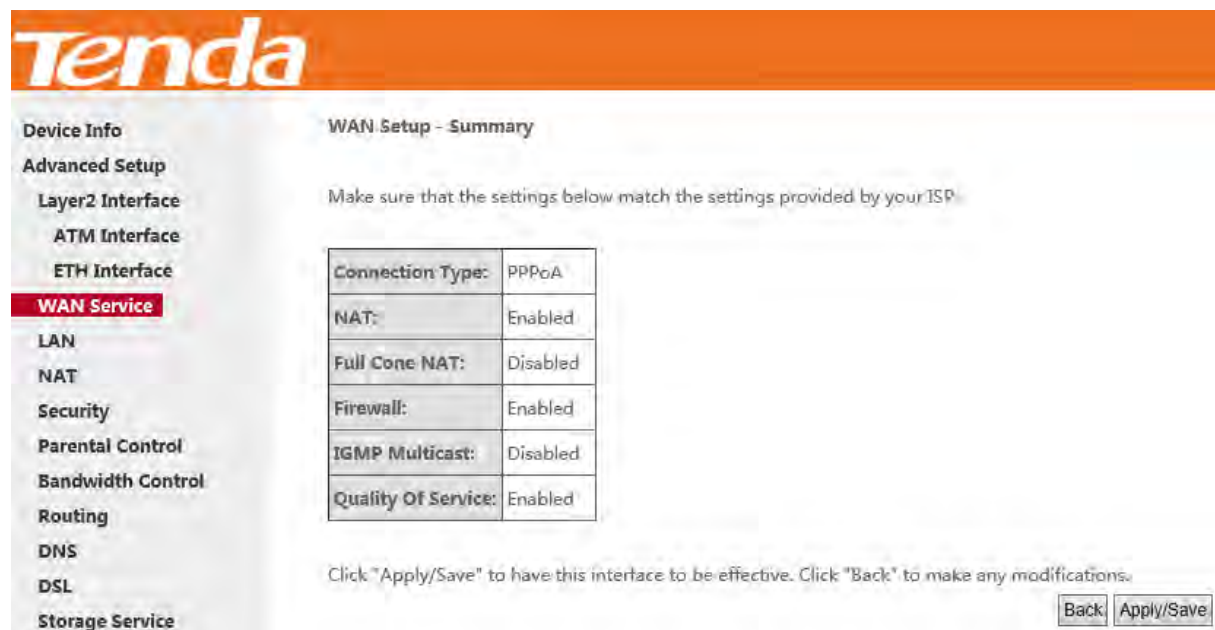 Tenda
Device Info
Advanced Setup
Layer2 Interface
ATM Interface
ETH Interface
WAN Service
LAN
NAT
Security
Parental Control
Bandwidth Control
Routing
DNS
DSL
Storage Service
WAN Setup - Summary
Make sure that the settings below match the settings provided by your ISP.
Connection Type: PPPoA
NAT: Enabled
Full Cone NAT: Disabled
Firewall: Enabled
IGMP Multicast: Disabled
Quality Of Service: Enabled
Click "Apply/Save" to have this interface to be effective. Click "Back" to make any modifications.
Back Apply/Save